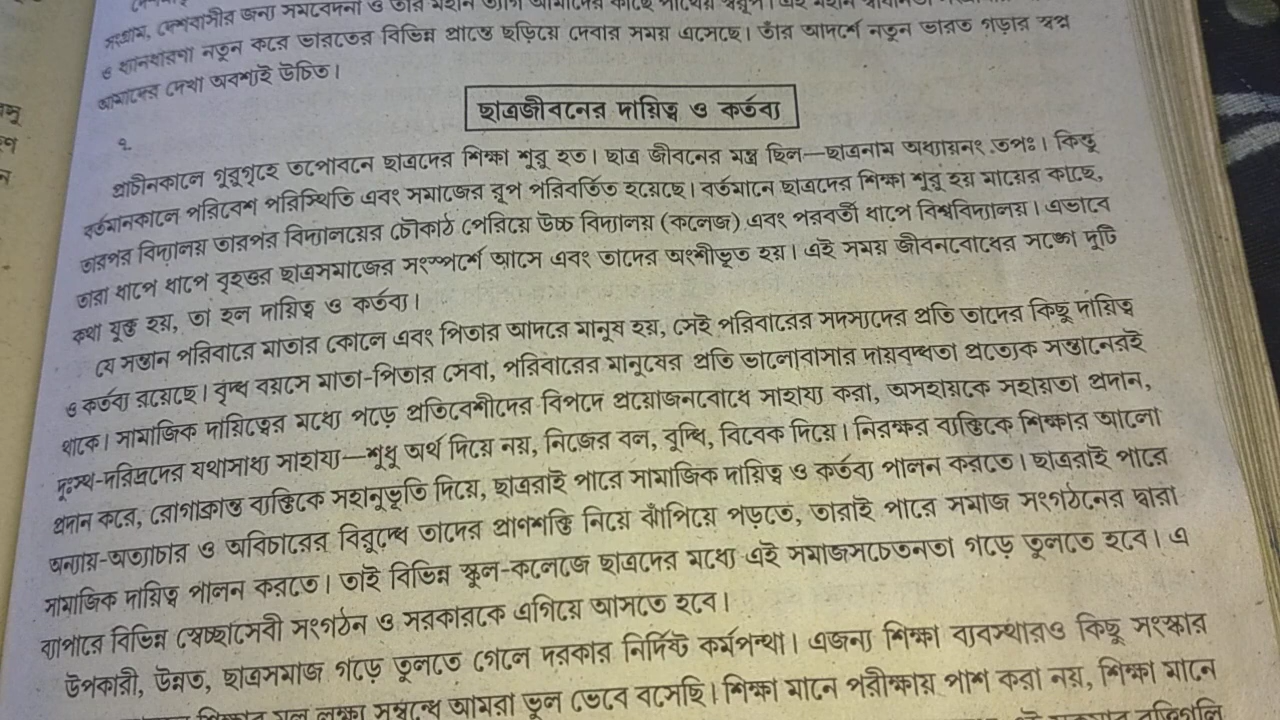 সংগ্রাম, দেশবাসীর জন্য সমবেদনা ও তাঁর মহান ত্যাগ আমাদের কাছে পাথেয় স্বরূপ। এই মহান
ও ধ্যানধারণা নতুন করে ভারতের বিভিন্ন প্রান্তে ছড়িয়ে দেবার সময় এসেছে। তাঁর আদর্শে নতুন ভারত গড়ার স্বপ্ন
আমাদের দেখা অবশ্যই উচিত।
ছাত্রজীবনের দায়িত্ব ও কর্তব্য
প্রাচীনকালে গুরুগৃহে তপোবনে ছাত্রদের শিক্ষা শুরু হত। ছাত্র জীবনের মন্ত্র ছিল—ছাত্রনাম অধ্যায়নং তপঃ। কিন্তু
বর্তমানকালে পরিবেশ পরিস্থিতি এবং সমাজের রূপ পরিবর্তিত হয়েছে। বর্তমানে ছাত্রদের শিক্ষা শুরু হয় মায়ের কাছে,
তারপর বিদ্যালয় তারপর বিদ্যালয়ের চৌকাঠ পেরিয়ে উচ্চ বিদ্যালয় (কলেজ) এবং পরবর্তী ধাপে বিশ্ববিদ্যালয়। এভাবে
তারা ধাপে ধাপে বৃহত্তর ছাত্রসমাজের সংস্পর্শে আসে এবং তাদের অংশীভূত হয়। এই সময় জীবনবোধের সঙ্গে দুটি
কথা যুক্ত হয়, তা হল দায়িত্ব ও কর্তব্য।
যে সন্তান পরিবারে মাতার কোলে এবং পিতার আদরে মানুষ হয়, সেই পরিবারের সদস্যদের প্রতি তাদের কিছু দায়িত্ব
ও কর্তব্য রয়েছে। বৃদ্ধ বয়সে মাতা-পিতার সেবা, পরিবারের মানুষের প্রতি ভালোবাসার দায়বদ্ধতা প্রত্যেক সন্তানেরই
থাকে। সামাজিক দায়িত্বের মধ্যে পড়ে প্রতিবেশীদের বিপদে প্রয়োজনবোধে সাহায্য করা, অসহায়কে সহায়তা প্রদান,
দুঃস্থ-দরিদ্রদের যথাসাধ্য সাহায্য—শুধু অর্থ দিয়ে নয়, নিজের বল, বুদ্ধি, বিবেক দিয়ে। নিরক্ষর ব্যক্তিকে শিক্ষার আলো
প্রদান করে, রোগাক্রান্ত ব্যক্তিকে সহানুভূতি দিয়ে, ছাত্ররাই পারে সামাজিক দায়িত্ব ও কর্তব্য পালন করতে। ছাত্ররাই পারে
অন্যায়-অত্যাচার ও অবিচারের বিরুদ্ধে তাদের প্রাণশক্তি নিয়ে ঝাঁপিয়ে পড়তে, তারাই পারে সমাজ সংগঠনের দ্বারা
সামাজিক দায়িত্ব পালন করতে। তাই বিভিন্ন স্কুল-কলেজে ছাত্রদের মধ্যে এই সমাজসচেতনতা গড়ে তুলতে হবে। এ
ব্যাপারে বিভিন্ন স্বেচ্ছাসেবী সংগঠন ও সরকারকে এগিয়ে আসতে হবে।
উপকারী, উন্নত, ছাত্রসমাজ গড়ে তুলতে গেলে দরকার নির্দিষ্ট কর্মপন্থা। এজন্য শিক্ষা ব্যবস্থারও কিছু সংস্কার
শিক্ষার মূল লক্ষ্য সম্বন্ধে আমরা ভুল ভেবে বসেছি। শিক্ষা মানে পরীক্ষায় পাশ করা নয়, শিক্ষা মানে